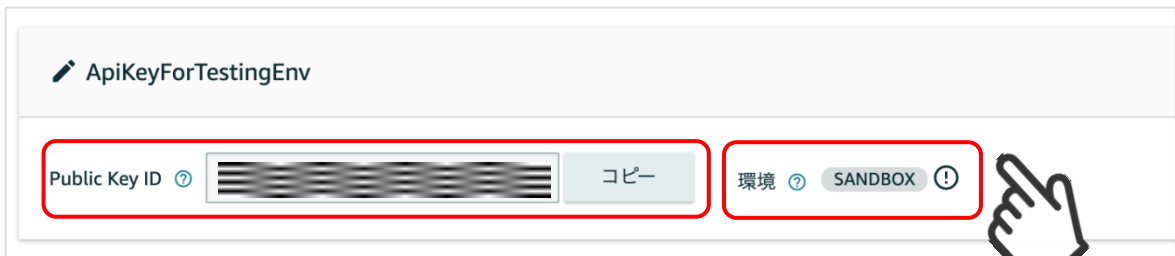 ApiKeyForTestingEnv
Public Key ID ? コピー 環境 ? SANDBOX !